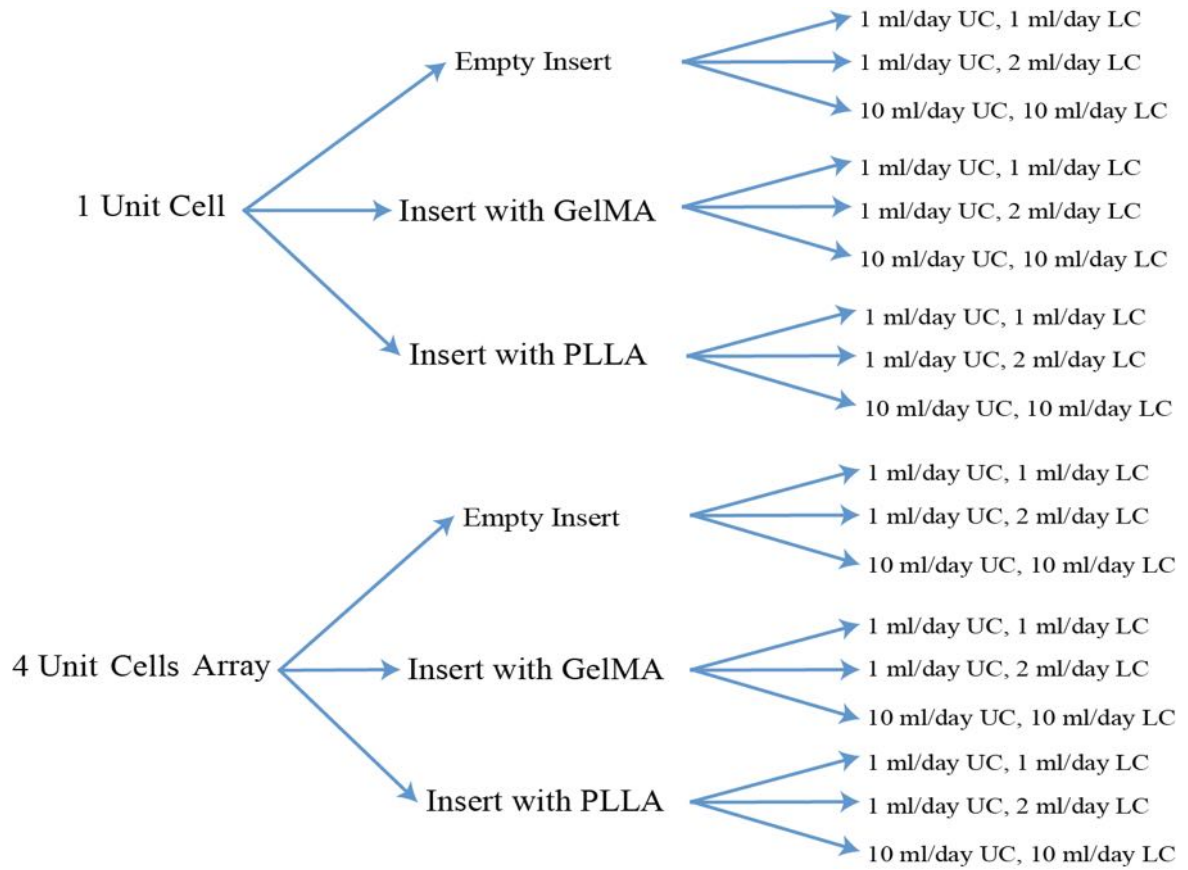 1 Unit Cell
Empty Insert
1 ml/day UC, 1 ml/day LC
1 ml/day UC, 2 ml/day LC
10 ml/day UC, 10 ml/day LC
Insert with GelMA
1 ml/day UC, 1 ml/day LC
1 ml/day UC, 2 ml/day LC
10 ml/day UC, 10 ml/day LC
Insert with PLLA
1 ml/day UC, 1 ml/day LC
1 ml/day UC, 2 ml/day LC
10 ml/day UC, 10 ml/day LC
4 Unit Cells Array
Empty Insert
1 ml/day UC, 1 ml/day LC
1 ml/day UC, 2 ml/day LC
10 ml/day UC, 10 ml/day LC
Insert with GelMA
1 ml/day UC, 1 ml/day LC
1 ml/day UC, 2 ml/day LC
10 ml/day UC, 10 ml/day LC
Insert with PLLA
1 ml/day UC, 1 ml/day LC
1 ml/day UC, 2 ml/day LC
10 ml/day UC, 10 ml/day LC